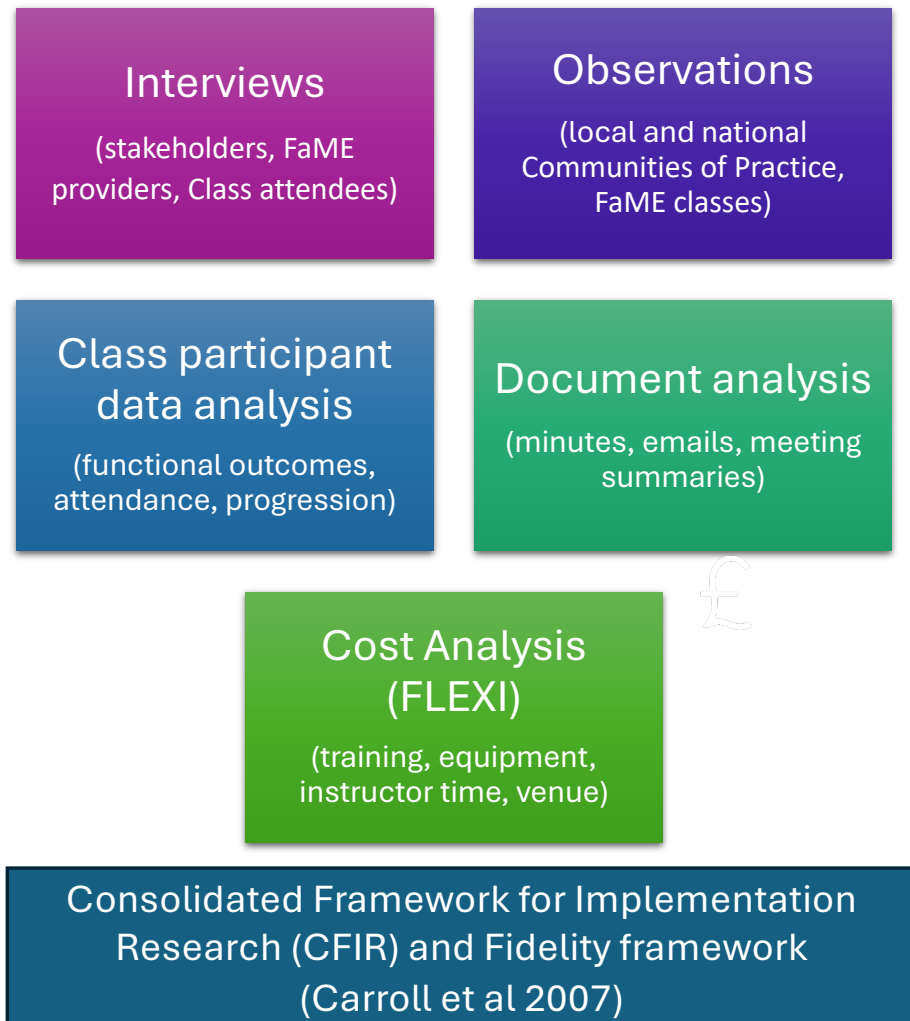 Interviews
(stakeholders, FaME
providers, Class attendees)
Observations
(local and national
Communities of Practice,
FaME classes)
Class participant
data analysis
(functional outcomes,
attendance, progression)
Document analysis
(minutes, emails, meeting
summaries)
£
Cost Analysis
(FLEXI)
(training, equipment,
instructor time, venue)
Consolidated Framework for Implementation
Research (CFIR) and Fidelity framework
(Carroll et al 2007)